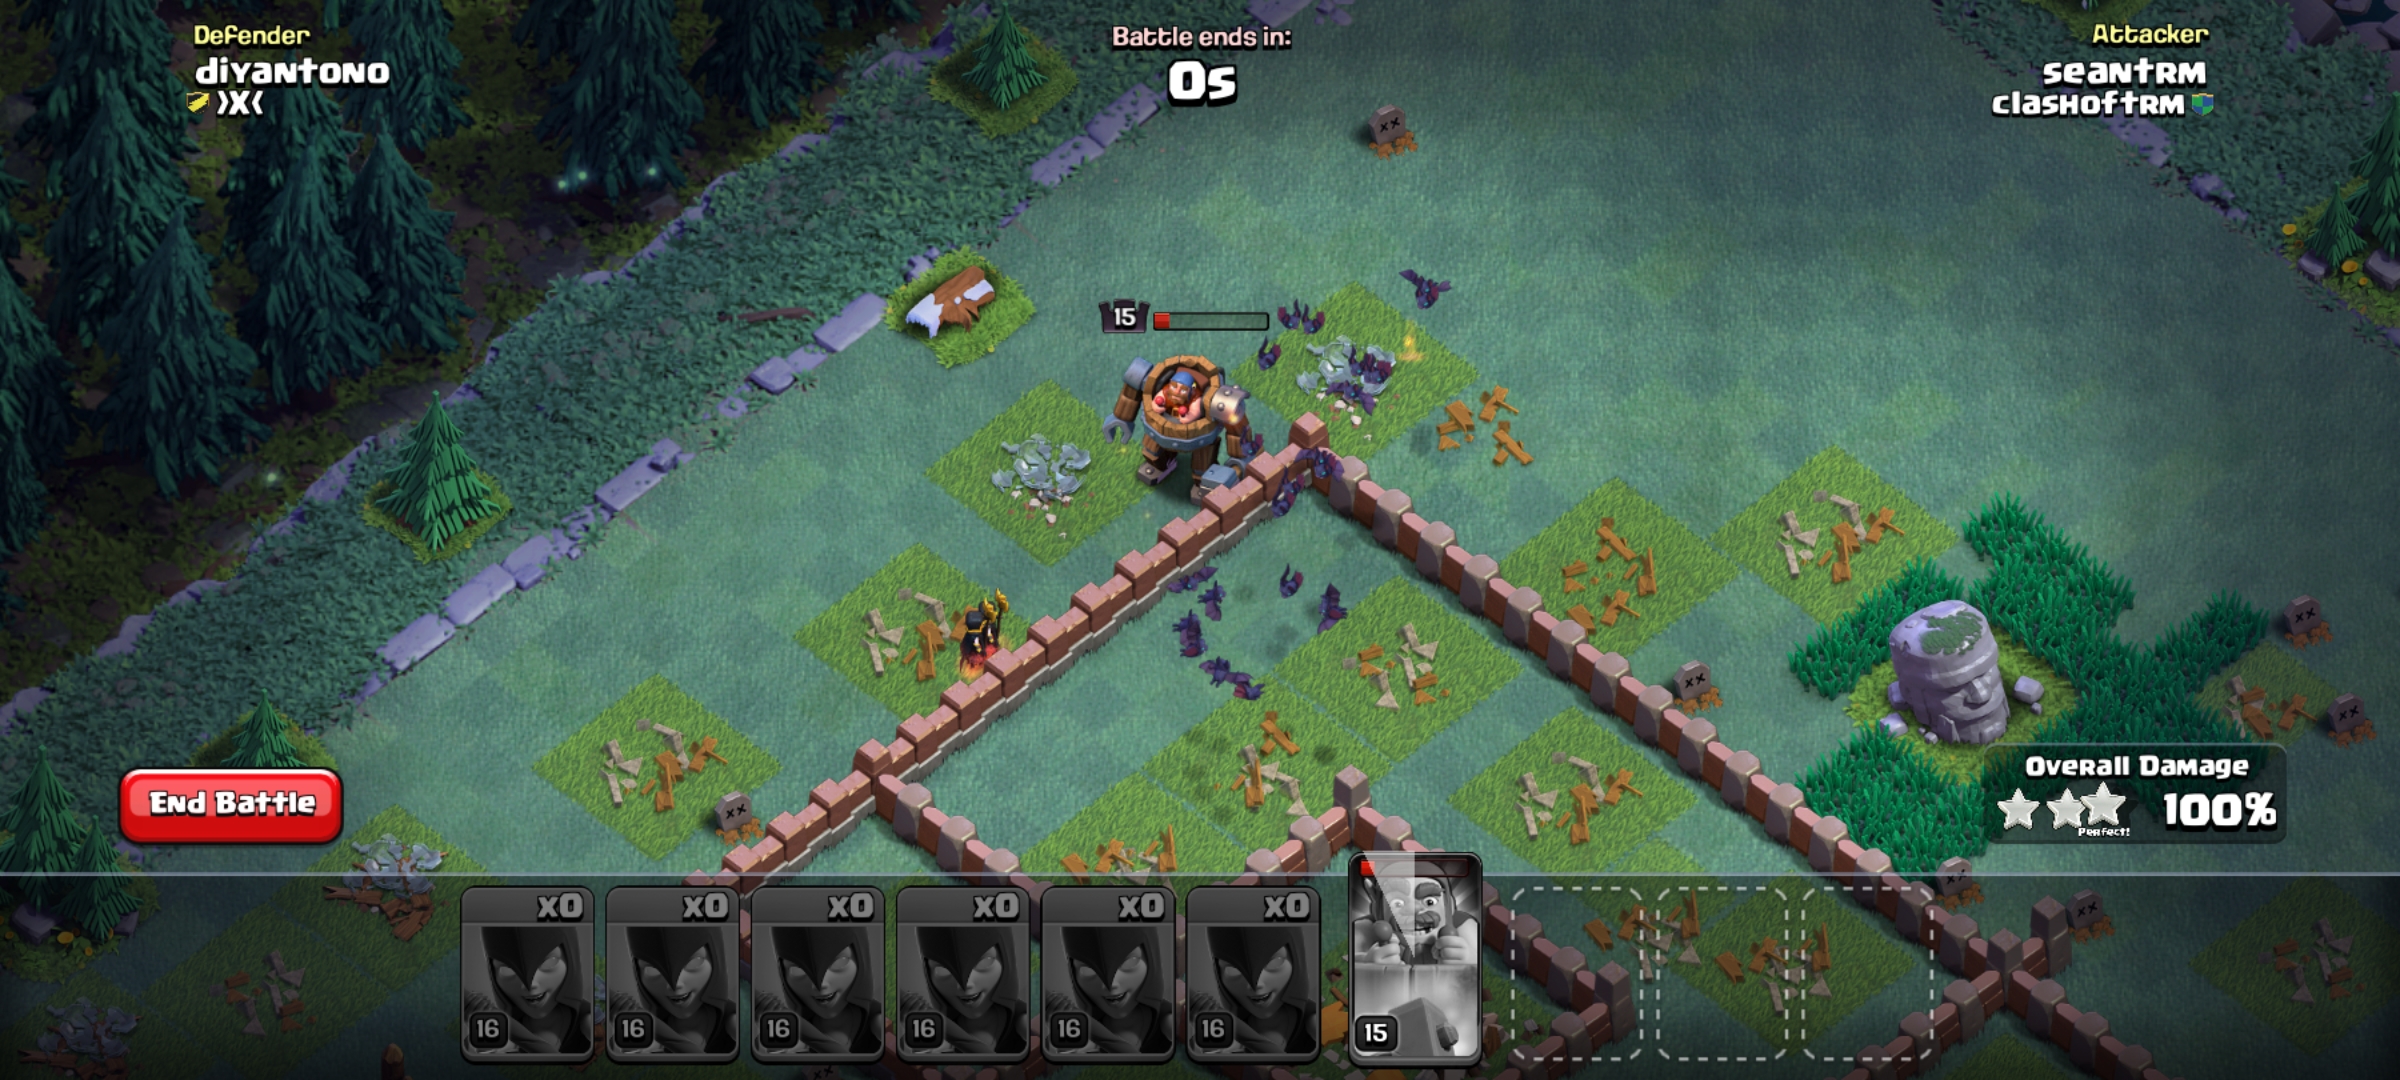 Defender
diyantono
⟩X⟨
Battle ends in:
0s
Attacker
seantrm
clashoftrm
15
End Battle
Overall Damage
Perfect!
100%
x0
x0
x0
x0
x0
x0
16
16
16
16
16
16
15